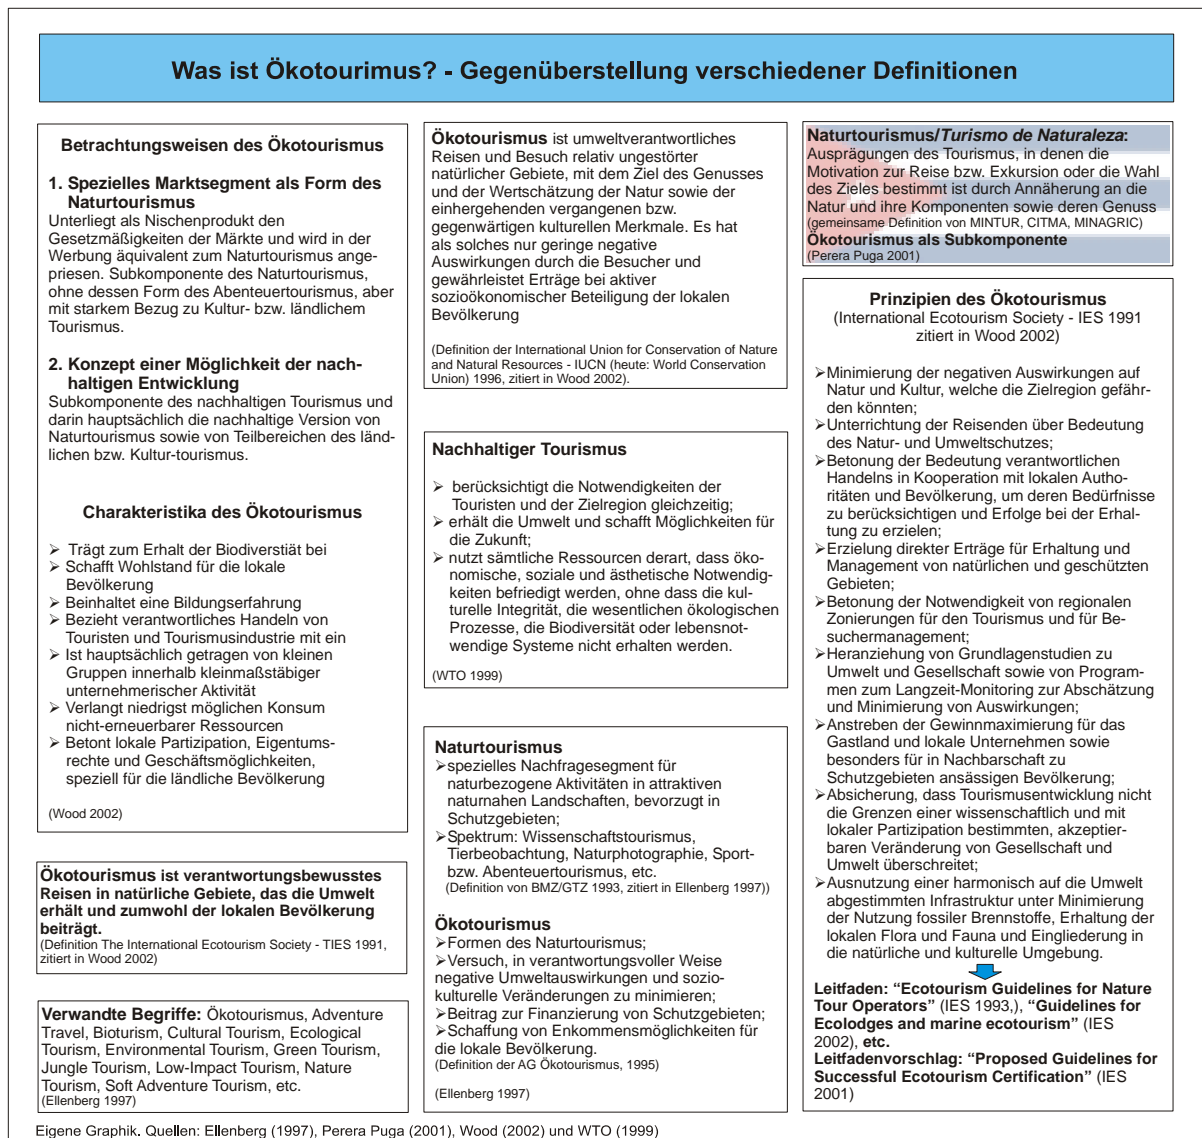 Was ist Ökotourimus? - Gegenüberstellung verschiedener Definitionen
Betrachtungsweisen des Ökotourismus
1. Spezielles Marktsegment als Form des
Naturtourismus
Unterliegt als Nischenprodukt den
Gesetzmäßigkeiten der Märkte und wird in der
Werbung äquivalent zum Naturtourismus ange-
priesen. Subkomponente des Naturtourismus,
ohne dessen Form des Abenteuertourismus, aber
mit starkem Bezug zu Kultur- bzw. ländlichem
Tourismus.
2. Konzept einer Möglichkeit der nach-
haltigen Entwicklung
Subkomponente des nachhaltigen Tourismus und
darin hauptsächlich die nachhaltige Version von
Naturtourismus sowie von Teilbereichen des länd-
lichen bzw. Kultur-tourismus.
Charakteristika des Ökotourismus
➢ Trägt zum Erhalt der Biodiverstiät bei
➢ Schafft Wohlstand für die lokale
Bevölkerung
➢ Beinhaltet eine Bildungserfahrung
➢ Bezieht verantwortliches Handeln von
Touristen und Tourismusindustrie mit ein
➢ Ist hauptsächlich getragen von kleinen
Gruppen innerhalb kleinmaßstäbiger
unternehmerischer Aktivität
➢ Verlangt niedrigst möglichen Konsum
nicht-erneuerbarer Ressourcen
➢ Betont lokale Partizipation, Eigentums-
rechte und Geschäftsmöglichkeiten,
speziell für die ländliche Bevölkerung
(Wood 2002)
Ökotourismus ist verantwortungsbewusstes
Reisen in natürliche Gebiete, das die Umwelt
erhält und zumwohl der lokalen Bevölkerung
beiträgt.
(Definition The International Ecotourism Society - TIES 1991,
zitiert in Wood 2002)
Verwandte Begriffe: Ökotourismus, Adventure
Travel, Bioturism, Cultural Tourism, Ecological
Tourism, Environmental Tourism, Green Tourism,
Jungle Tourism, Low-Impact Tourism, Nature
Tourism, Soft Adventure Tourism, etc.
(Ellenberg 1997)
Ökotourismus ist umweltverantwortliches
Reisen und Besuch relativ ungestörter
natürlicher Gebiete, mit dem Ziel des Genusses
und der Wertschätzung der Natur sowie der
einhergehenden vergangenen bzw.
gegenwärtigen kulturellen Merkmale. Es hat
als solches nur geringe negative
Auswirkungen durch die Besucher und
gewährleistet Erträge bei aktiver
sozioökonomischer Beteiligung der lokalen
Bevölkerung
(Definition der International Union for Conservation of Nature
and Natural Resources - IUCN (heute: World Conservation
Union) 1996, zitiert in Wood 2002).
Nachhaltiger Tourismus
➢ berücksichtigt die Notwendigkeiten der
Touristen und der Zielregion gleichzeitig;
➢ erhält die Umwelt und schafft Möglichkeiten für
die Zukunft;
➢ nutzt sämtliche Ressourcen derart, dass öko-
nomische, soziale und ästhetische Notwendig-
keiten befriedigt werden, ohne dass die kul-
turelle Integrität, die wesentlichen ökologischen
Prozesse, die Biodiversität oder lebensnot-
wendige Systeme nicht erhalten werden.
(WTO 1999)
Naturtourismus
➢spezielles Nachfragesegment für
naturbezogene Aktivitäten in attraktiven
naturnahen Landschaften, bevorzugt in
Schutzgebieten;
➢Spektrum: Wissenschaftstourismus,
Tierbeobachtung, Naturphotographie, Sport-
bzw. Abenteuertourismus, etc.
(Definition von BMZ/GTZ 1993, zitiert in Ellenberg 1997))
Ökotourismus
➢Formen des Naturtourismus;
➢Versuch, in verantwortungsvoller Weise
negative Umweltauswirkungen und sozio-
kulturelle Veränderungen zu minimieren;
➢Beitrag zur Finanzierung von Schutzgebieten;
➢Schaffung von Enkommensmöglichkeiten für
die lokale Bevölkerung.
(Definition der AG Ökotourismus, 1995)
(Ellenberg 1997)
Naturtourismus/Turismo de Naturaleza:
Ausprägungen des Tourismus, in denen die
Motivation zur Reise bzw. Exkursion oder die Wahl
des Zieles bestimmt ist durch Annäherung an die
Natur und ihre Komponenten sowie deren Genuss
(gemeinsame Definition von MINTUR, CITMA, MINAGRIC)
Ökotourismus als Subkomponente
(Perera Puga 2001)
Prinzipien des Ökotourismus
(International Ecotourism Society - IES 1991
zitiert in Wood 2002)
➢Minimierung der negativen Auswirkungen auf
Natur und Kultur, welche die Zielregion gefähr-
den könnten;
➢Unterrichtung der Reisenden über Bedeutung
des Natur- und Umweltschutzes;
➢Betonung der Bedeutung verantwortlichen
Handelns in Kooperation mit lokalen Autho-
ritäten und Bevölkerung, um deren Bedürfnisse
zu berücksichtigen und Erfolge bei der Erhal-
tung zu erzielen;
➢Erzielung direkter Erträge für Erhaltung und
Management von natürlichen und geschützten
Gebieten;
➢Betonung der Notwendigkeit von regionalen
Zonierungen für den Tourismus und für Be-
suchermanagement;
➢Heranziehung von Grundlagenstudien zu
Umwelt und Gesellschaft sowie von Program-
men zum Langzeit-Monitoring zur Abschätzung
und Minimierung von Auswirkungen;
➢Anstreben der Gewinnmaximierung für das
Gastland und lokale Unternehmen sowie
besonders für in Nachbarschaft zu
Schutzgebieten ansässigen Bevölkerung;
➢Absicherung, dass Tourismusentwicklung nicht
die Grenzen einer wissenschaftlich und mit
lokaler Partizipation bestimmten, akzeptier-
baren Veränderung von Gesellschaft und
Umwelt überschreitet;
➢Ausnutzung einer harmonisch auf die Umwelt
abgestimmten Infrastruktur unter Minimierung
der Nutzung fossiler Brennstoffe, Erhaltung der
lokalen Flora und Fauna und Eingliederung in
die natürliche und kulturelle Umgebung.
Leitfaden: “Ecotourism Guidelines for Nature
Tour Operators” (IES 1993,), “Guidelines for
Ecolodges and marine ecotourism” (IES
2002), etc.
Leitfadenvorschlag: “Proposed Guidelines for
Successful Ecotourism Certification” (IES
2001)
Eigene Graphik. Quellen: Ellenberg (1997), Perera Puga (2001), Wood (2002) und WTO (1999)